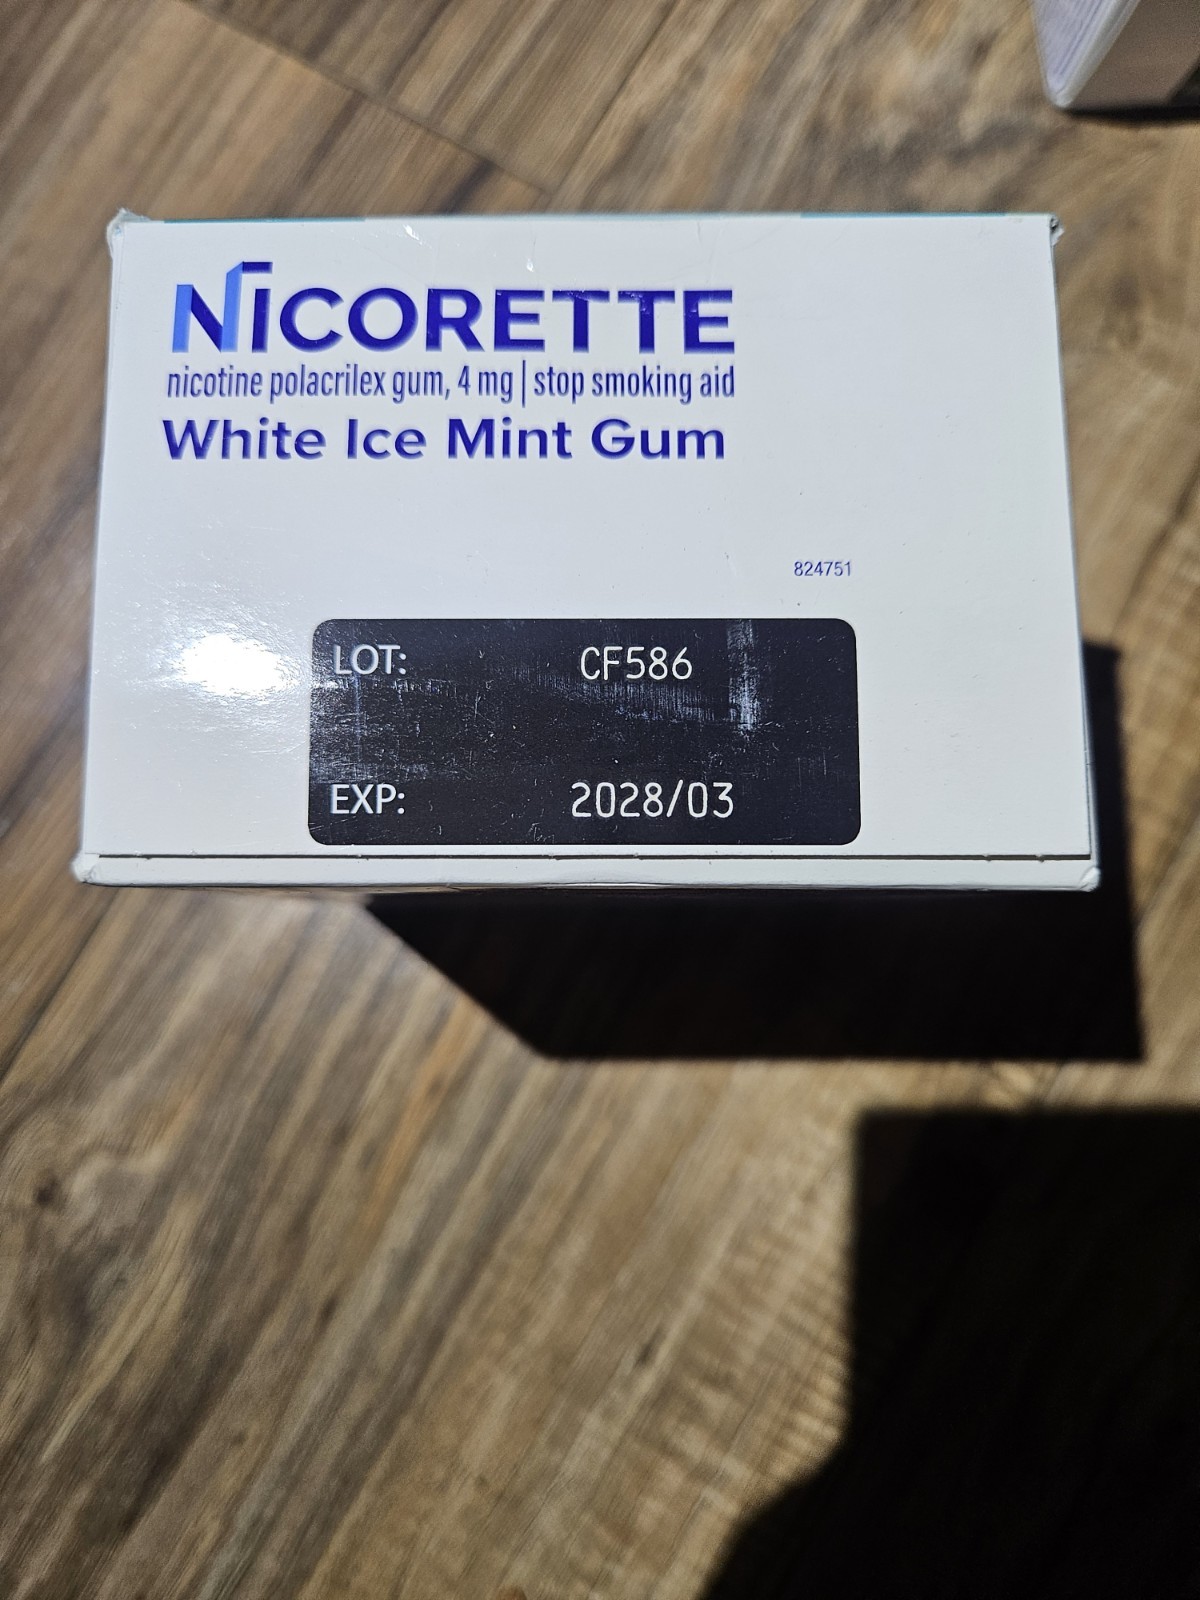 NICORETTE
nicotine polacrilex gum, 4 mg | stop smoking aid
White Ice Mint Gum
824751
LOT: CF586
EXP: 2028/03